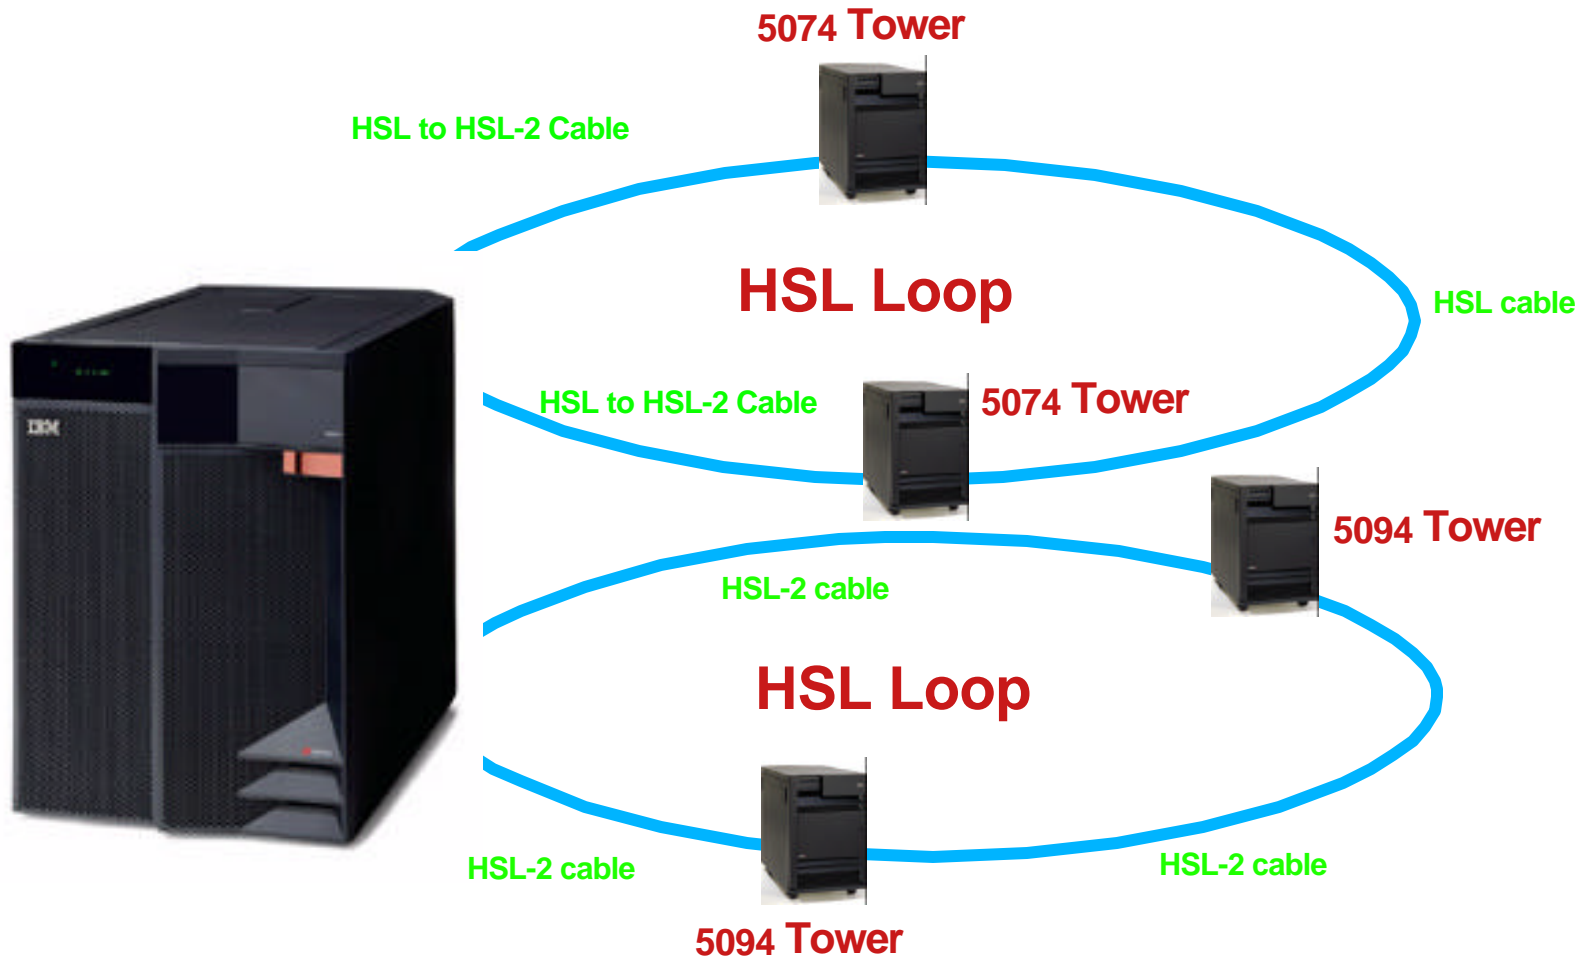 5074 Tower
HSL to HSL-2 Cable
HSL Loop
HSL cable
HSL to HSL-2 Cable
5074 Tower
IBM
5094 Tower
HSL-2 cable
HSL Loop
HSL-2 cable
HSL-2 cable
5094 Tower